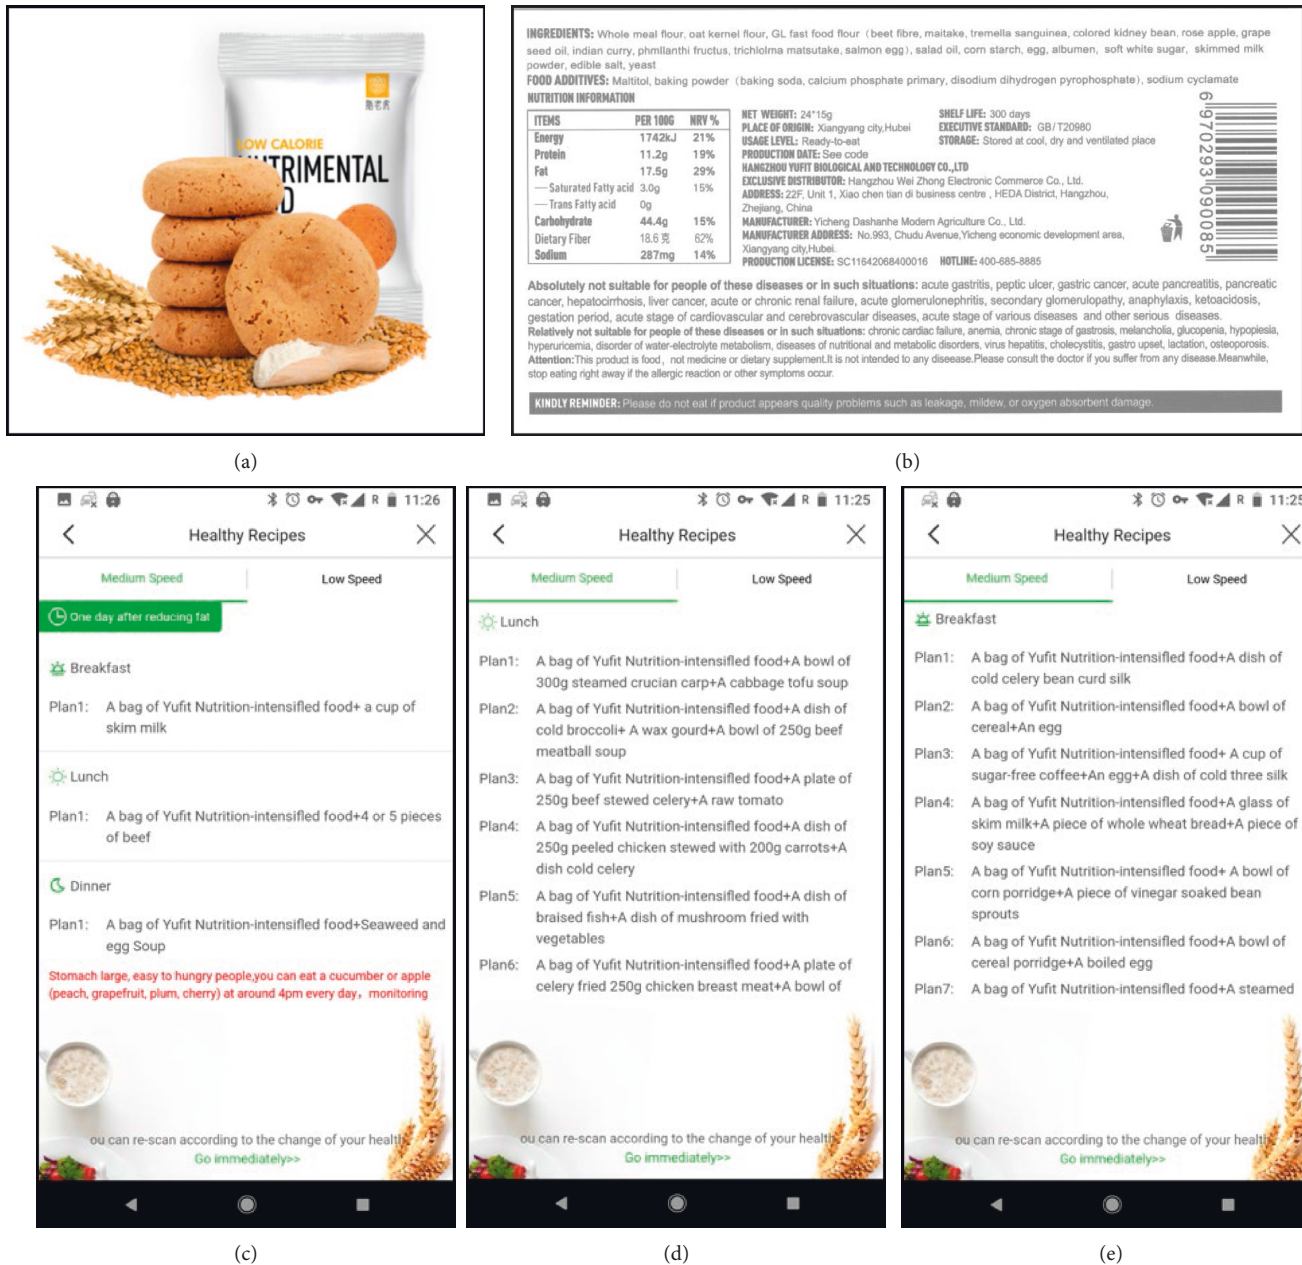 LOW CALORIE
TRIMENTAL
D
(a)
INGREDIENTS: Whole meal flour, oat kernel flour, GL fast food flour (beet fibre, maitake, tremella sanguinea, colored kidney bean, rose apple, grape
seed oil, indian curry, phmllanthi fructus, trichlolma matsutake, salmon egg), salad oil, corn starch, egg, albumen, soft white sugar, skimmed milk
powder, edible salt, yeast
FOOD ADDITIVES: Maltitol, baking powder (baking soda, calcium phosphate primary, disodium dihydrogen pyrophosphate), sodium cyclamate
NUTRITION INFORMATION
ITEMS PER 100G NRV %
Energy 1742kJ 21%
Protein 11.2g 19%
Fat 17.5g 29%
—Saturated Fatty acid 3.0g 15%
—Trans Fatty acid 0g
Carbohydrate 44.4g 15%
Dietary Fiber 18.6 克 62%
Sodium 287mg 14%
NET WEIGHT: 24*15g SHELF LIFE: 300 days
PLACE OF ORIGIN: Xiangyang city,Hubei EXECUTIVE STANDARD: GB/T20980
USAGE LEVEL: Ready-to-eat STORAGE: Stored at cool, dry and ventilated place
PRODUCTION DATE: See code
HANGZHOU YUFIT BIOLOGICAL AND TECHNOLOGY CO.,LTD
EXCLUSIVE DISTRIBUTOR: Hangzhou Wei Zhong Electronic Commerce Co., Ltd.
ADDRESS: 22F, Unit 1, Xiao chen tian di business centre , HEDA District, Hangzhou,
Zhejiang, China
MANUFACTURER: Yicheng Dashanhe Modern Agriculture Co., Ltd.
MANUFACTURER ADDRESS: No.993, Chudu Avenue,Yicheng economic development area,
Xiangyang city,Hubei.
PRODUCTION LICENSE: SC11642068400016 HOTLINE: 400-685-8885
6 970293 090085
Absolutely not suitable for people of these diseases or in such situations: acute gastritis, peptic ulcer, gastric cancer, acute pancreatitis, pancreatic
cancer, hepatocirrhosis, liver cancer, acute or chronic renal failure, acute glomerulonephritis, secondary glomerulopathy, anaphylaxis, ketoacidosis,
gestation period, acute stage of cardiovascular and cerebrovascular diseases, acute stage of various diseases and other serious diseases.
Relatively not suitable for people of these diseases or in such situations: chronic cardiac failure, anemia, chronic stage of gastrosis, melancholia, glucopenia, hypopiesia,
hyperuricemia, disorder of water-electrolyte metabolism, diseases of nutritional and metabolic disorders, virus hepatitis, cholecystitis, gastro upset, lactation, osteoporosis.
Attention:This product is food, not medicine or dietary supplement.It is not intended to any diseease.Please consult the doctor if you suffer from any disease.Meanwhile,
stop eating right away if the allergic reaction or other symptoms occur.
KINDLY REMINDER: Please do not eat if product appears quality problems such as leakage, mildew, or oxygen absorbent damage.
(b)
R 11:26
Healthy Recipes
Medium Speed Low Speed
One day after reducing fat
Breakfast
Plan1: A bag of Yufit Nutrition-intensifled food+ a cup of
skim milk
Lunch
Plan1: A bag of Yufit Nutrition-intensifled food+4 or 5 pieces
of beef
Dinner
Plan1: A bag of Yufit Nutrition-intensifled food+Seaweed and
egg Soup
Stomach large, easy to hungry people,you can eat a cucumber or apple
(peach, grapefruit, plum, cherry) at around 4pm every day，monitoring
ou can re-scan according to the change of your health
Go immediately>>
(c)
R 11:25
Healthy Recipes
Medium Speed Low Speed
Lunch
Plan1: A bag of Yufit Nutrition-intensifled food+A bowl of
300g steamed crucian carp+A cabbage tofu soup
Plan2: A bag of Yufit Nutrition-intensifled food+A dish of
cold broccoli+ A wax gourd+A bowl of 250g beef
meatball soup
Plan3: A bag of Yufit Nutrition-intensifled food+A plate of
250g beef stewed celery+A raw tomato
Plan4: A bag of Yufit Nutrition-intensifled food+A dish of
250g peeled chicken stewed with 200g carrots+A
dish cold celery
Plan5: A bag of Yufit Nutrition-intensifled food+A dish of
braised fish+A dish of mushroom fried with
vegetables
Plan6: A bag of Yufit Nutrition-intensifled food+A plate of
celery fried 250g chicken breast meat+A bowl of
ou can re-scan according to the change of your health
Go immediately>>
(d)
R 11:25
Healthy Recipes
Medium Speed Low Speed
Breakfast
Plan1: A bag of Yufit Nutrition-intensifled food+A dish of
cold celery bean curd silk
Plan2: A bag of Yufit Nutrition-intensifled food+A bowl of
cereal+An egg
Plan3: A bag of Yufit Nutrition-intensifled food+ A cup of
sugar-free coffee+An egg+A dish of cold three silk
Plan4: A bag of Yufit Nutrition-intensifled food+A glass of
skim milk+A piece of whole wheat bread+A piece of
soy sauce
Plan5: A bag of Yufit Nutrition-intensifled food+ A bowl of
corn porridge+A piece of vinegar soaked bean
sprouts
Plan6: A bag of Yufit Nutrition-intensifled food+A bowl of
cereal porridge+A boiled egg
Plan7: A bag of Yufit Nutrition-intensifled food+A steamed
ou can re-scan according to the change of your health
Go immediately>>
(e)